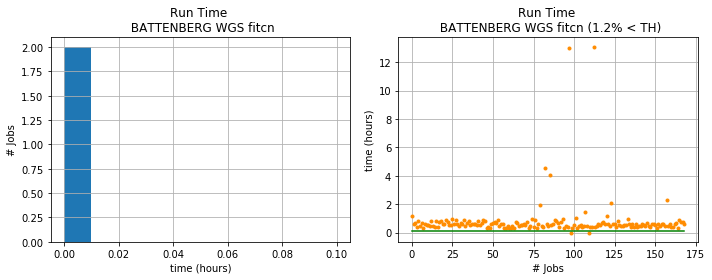 Run Time
BATTENBERG WGS fitcn
2.00
1.75
1.50
1.25
1.00
0.75
0.50
0.25
0.00
# Jobs
0.00 0.02 0.04 0.06 0.08 0.10
time (hours)
Run Time
BATTENBERG WGS fitcn (1.2% < TH)
12
10
8
6
4
2
0
time (hours)
0 25 50 75 100 125 150 175
# Jobs